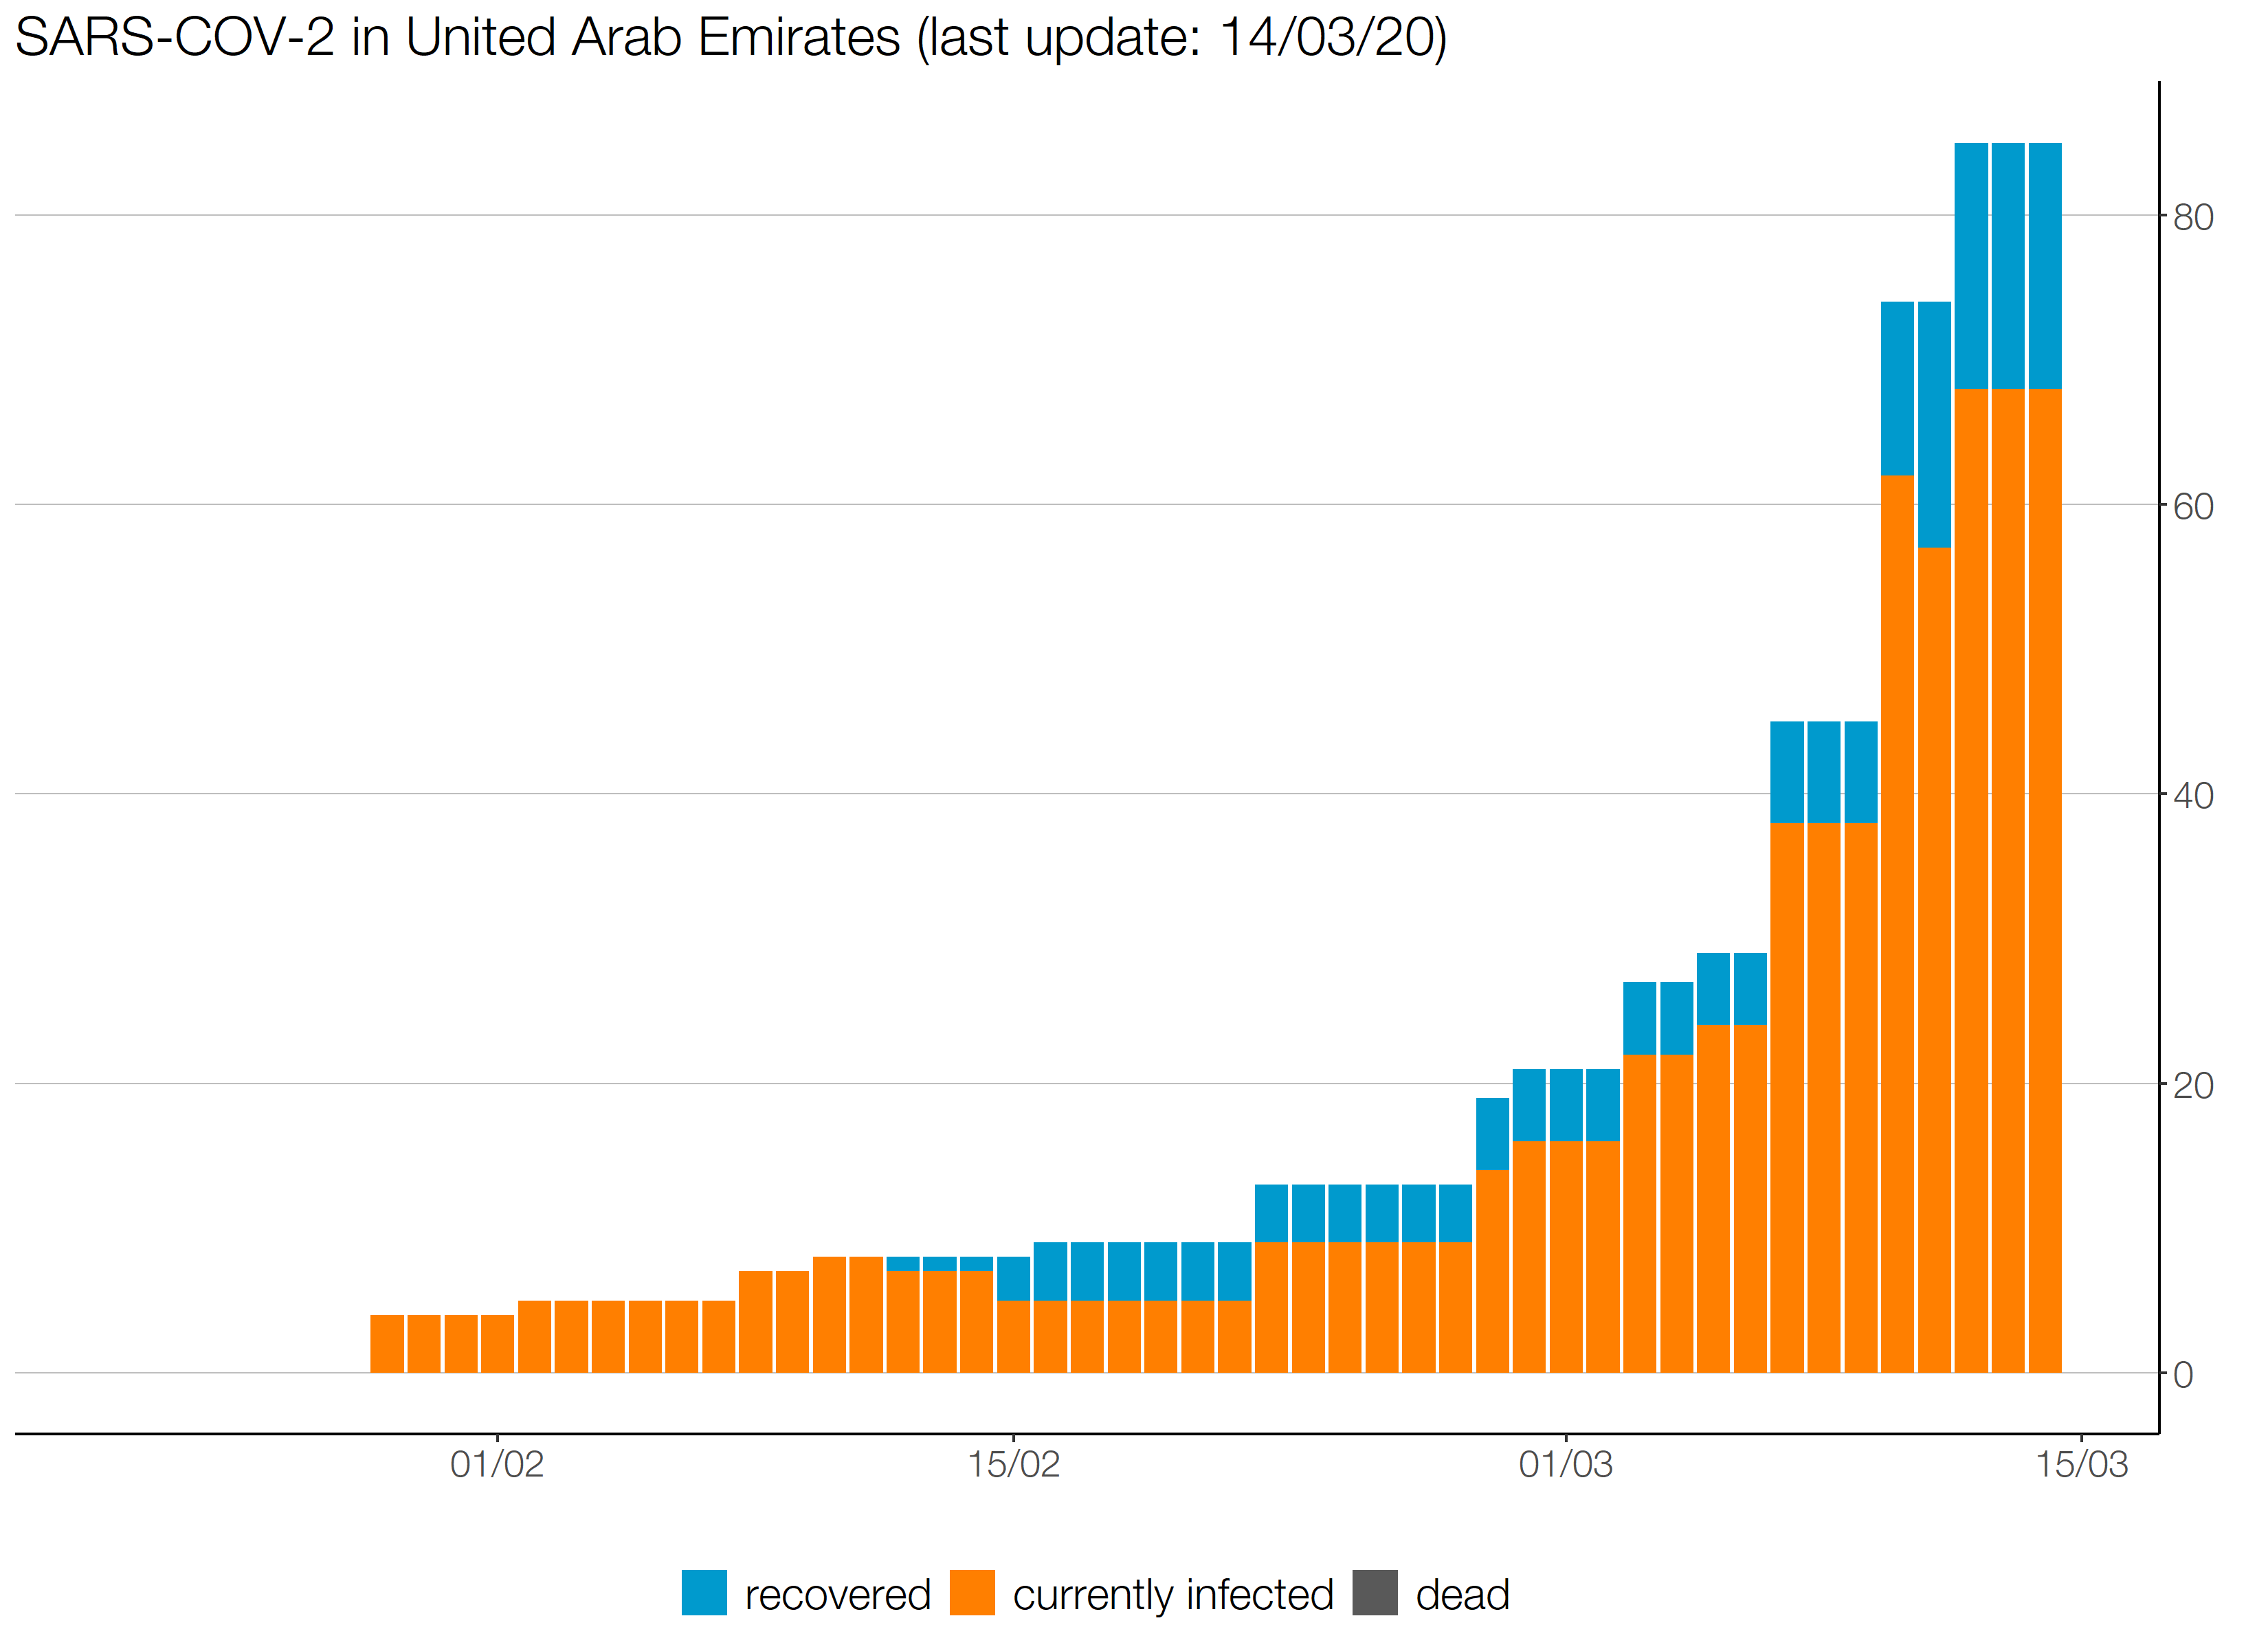 SARS-COV-2 in United Arab Emirates (last update: 14/03/20)
80
60
40
20
0
01/02 15/02 01/03 15/03
recovered currently infected dead